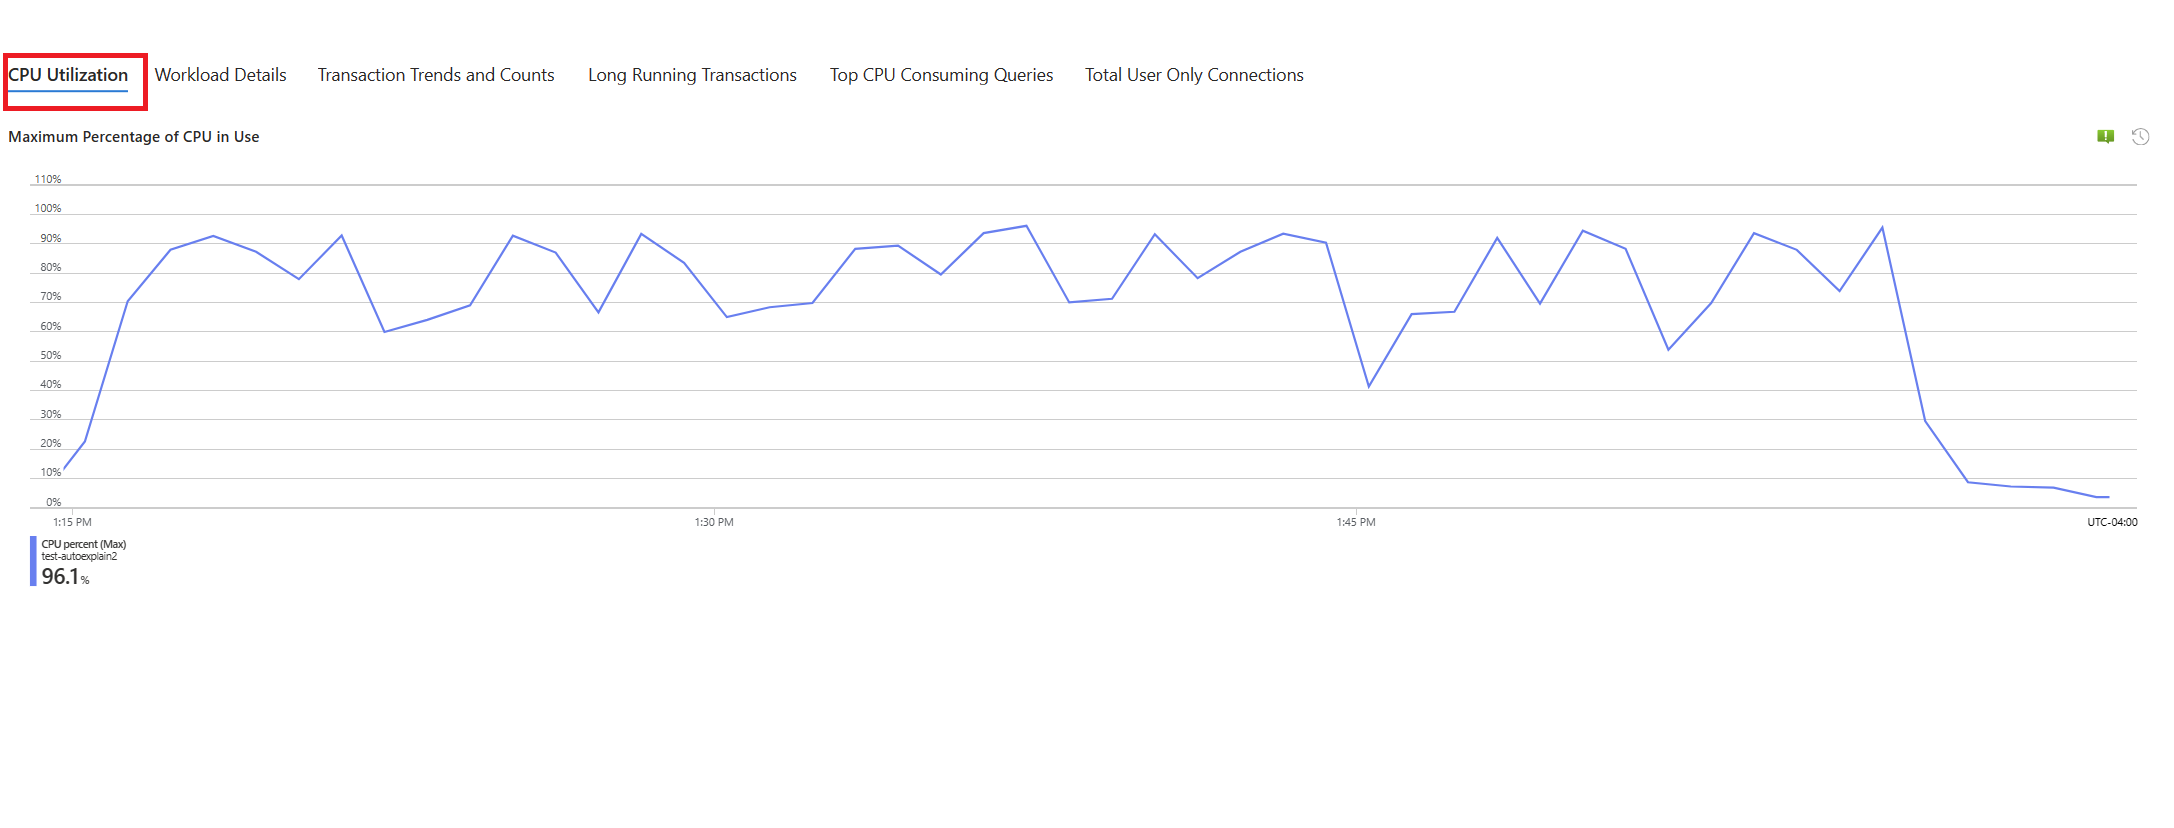 CPU Utilization Workload Details Transaction Trends and Counts Long Running Transactions Top CPU Consuming Queries Total User Only Connections
Maximum Percentage of CPU in Use
110%
100%
90%
80%
70%
60%
50%
40%
30%
20%
10%
0%
1:15 PM 1:30 PM 1:45 PM UTC-04:00
CPU percent (Max)
test-autoexplain2
96.1%